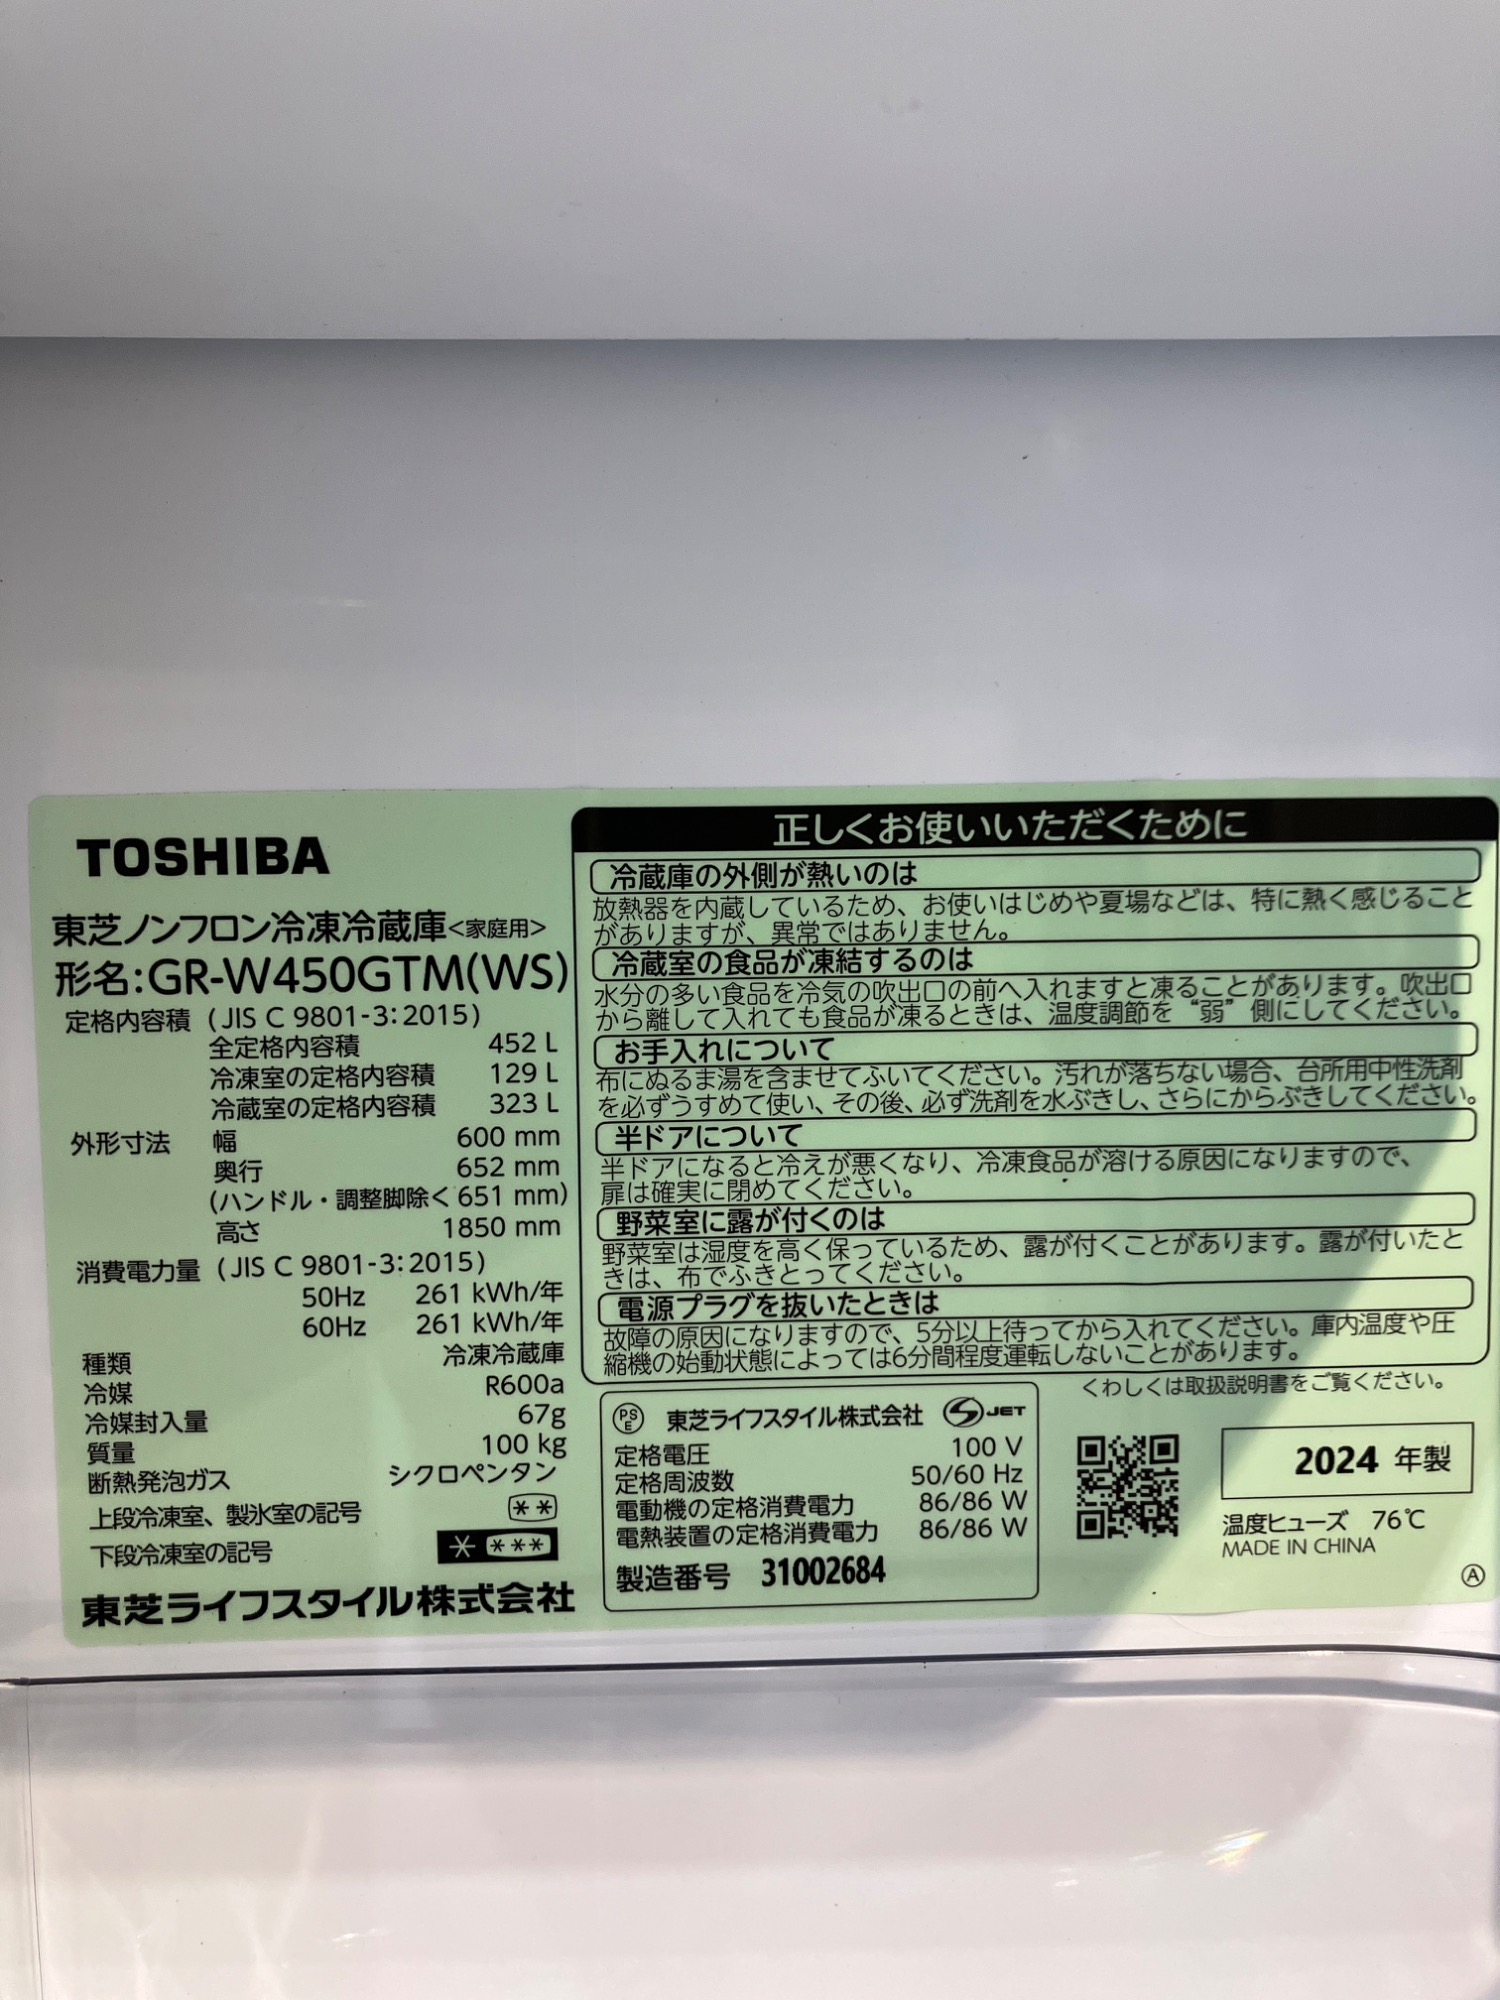 TOSHIBA
東芝ノンフロン冷凍冷蔵庫<家庭用>
形名:GR-W450GTM(WS)
定格内容積 (JIS C 9801-3:2015)
全定格内容積 452 L
冷凍室の定格内容積 129 L
冷蔵室の定格内容積 323 L
外形寸法 幅 600 mm
奥行 652 mm
(ハンドル・調整脚除く651 mm)
高さ 1850 mm
消費電力量 (JIS C 9801-3:2015)
50Hz 261 kWh/年
60Hz 261 kWh/年
種類 冷凍冷蔵庫
冷媒 R600a
冷媒封入量 67g
質量 100 kg
断熱発泡ガス シクロペンタン
上段冷凍室、製氷室の記号 **
下段冷凍室の記号 * ***
東芝ライフスタイル株式会社
正しくお使いいただくために
冷蔵庫の外側が熱いのは
放熱器を内蔵しているため、お使いはじめや夏場などは、特に熱く感じること
がありますが、異常ではありません。
冷蔵室の食品が凍結するのは
水分の多い食品を冷気の吹出口の前へ入れますと凍ることがあります。吹出口
から離して入れても食品が凍るときは、温度調節を“弱”側にしてください。
お手入れについて
布にぬるま湯を含ませてふいてください。汚れが落ちない場合、台所用中性洗剤
を必ずうすめて使い、その後、必ず洗剤を水ぶきし、さらにからぶきしてください。
半ドアについて
半ドアになると冷えが悪くなり、冷凍食品が溶ける原因になりますので、
扉は確実に閉めてください。
野菜室に露が付くのは
野菜室は湿度を高く保っているため、露が付くことがあります。露が付いたと
きは、布でふきとってください。
電源プラグを抜いたときは
故障の原因になりますので、5分以上待ってから入れてください。庫内温度や圧
縮機の始動状態によっては6分間程度運転しないことがあります。
くわしくは取扱説明書をご覧ください。
PSE 東芝ライフスタイル株式会社 S JET
定格電圧 100 V
定格周波数 50/60 Hz
電動機の定格消費電力 86/86 W
電熱装置の定格消費電力 86/86 W
製造番号 31002684
2024 年製
温度ヒューズ 76℃
MADE IN CHINA
Ⓐ